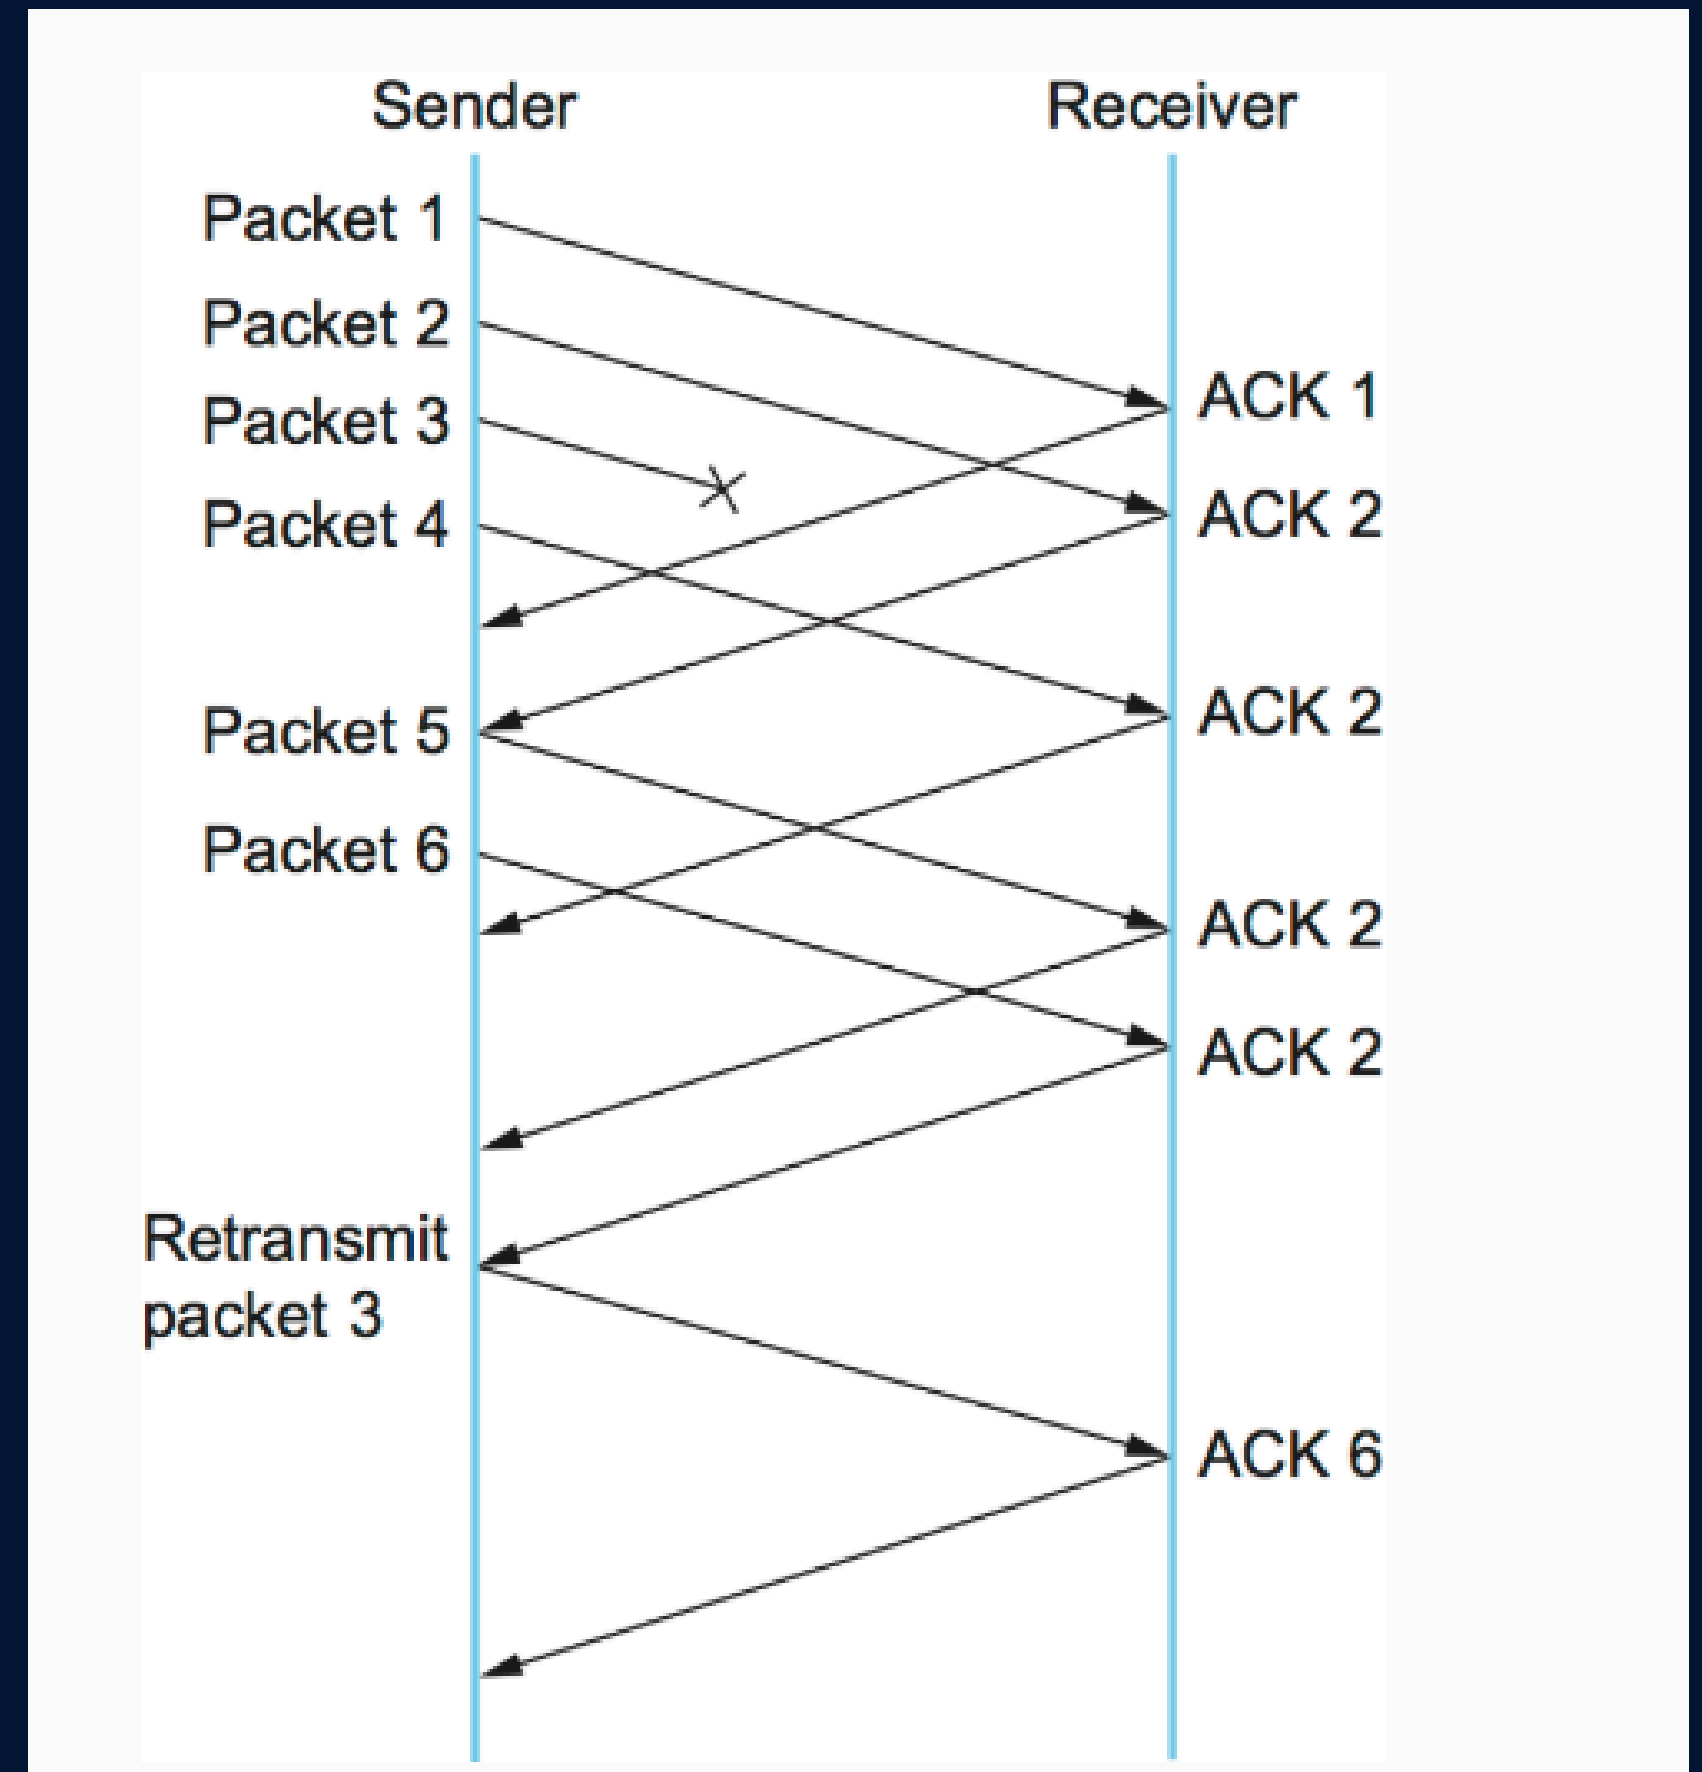 Sender
Receiver
Packet 1
Packet 2
Packet 3
Packet 4
Packet 5
Packet 6
Retransmit
packet 3
ACK 1
ACK 2
ACK 2
ACK 2
ACK 2
ACK 6